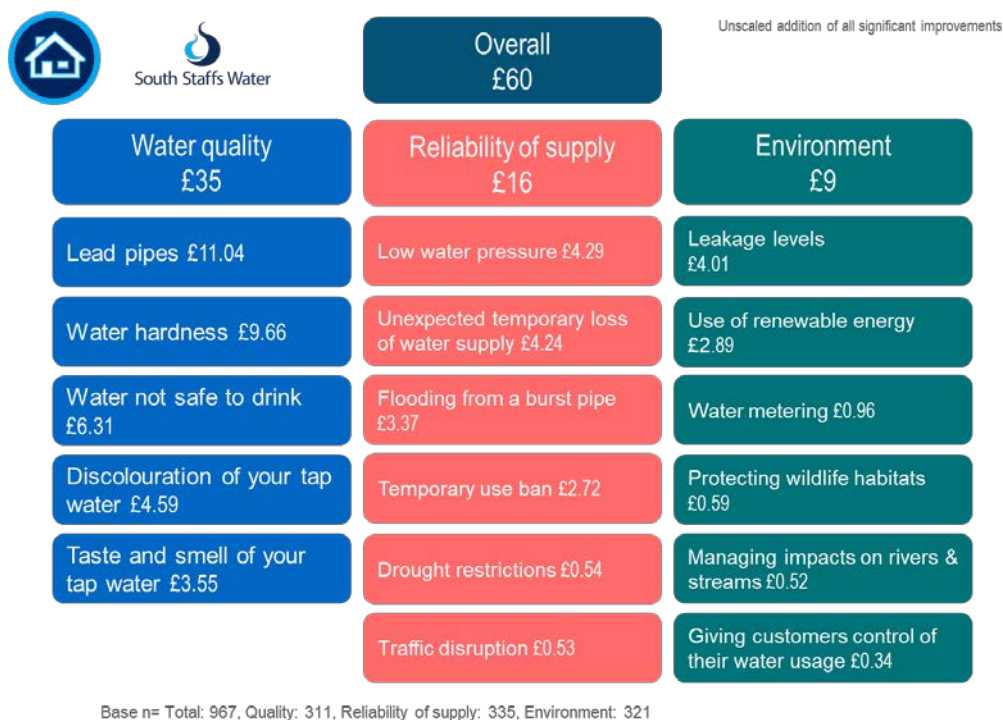 Unscaled addition of all significant improvements
South Staffs Water
Overall
£60
Water quality
£35
Lead pipes £11.04
Water hardness £9.66
Water not safe to drink
£6.31
Discolouration of your tap
water £4.59
Taste and smell of your
tap water £3.55
Reliability of supply
£16
Low water pressure £4.29
Unexpected temporary loss
of water supply £4.24
Flooding from a burst pipe
£3.37
Temporary use ban £2.72
Drought restrictions £0.54
Traffic disruption £0.53
Environment
£9
Leakage levels
£4.01
Use of renewable energy
£2.89
Water metering £0.96
Protecting wildlife habitats
£0.59
Managing impacts on rivers &
streams £0.52
Giving customers control of
their water usage £0.34
Base n= Total: 967, Quality: 311, Reliability of supply: 335, Environment: 321